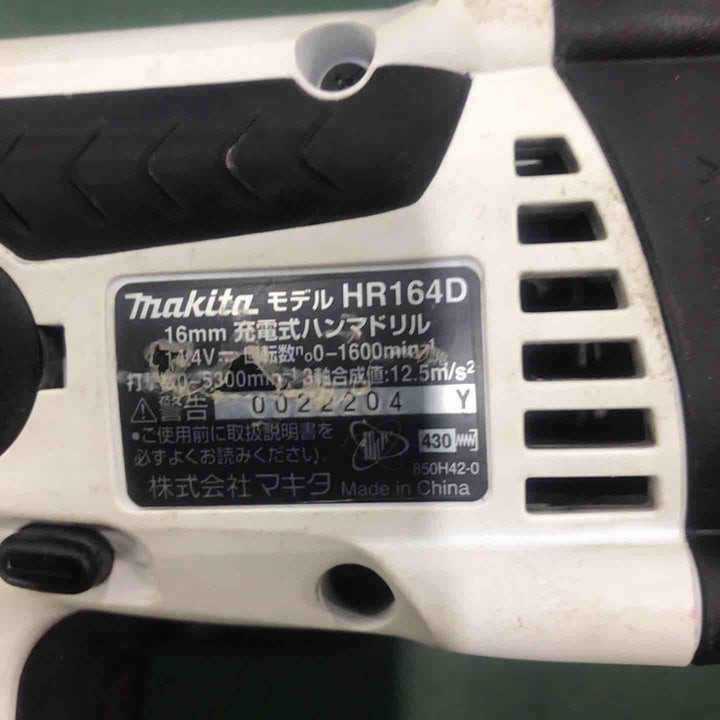 makita モデル HR164D
16mm 充電式ハンマドリル
14.4V⎓ 回転数n₀0-1600min⁻¹
0-5300min⁻¹ 3軸合成値:12.5m/s²
⚠警告 0022204 Y
•ご使用前に取扱説明書を
必ずよくお読みください。
430
850H42-0
株式会社 マキタ Made in China